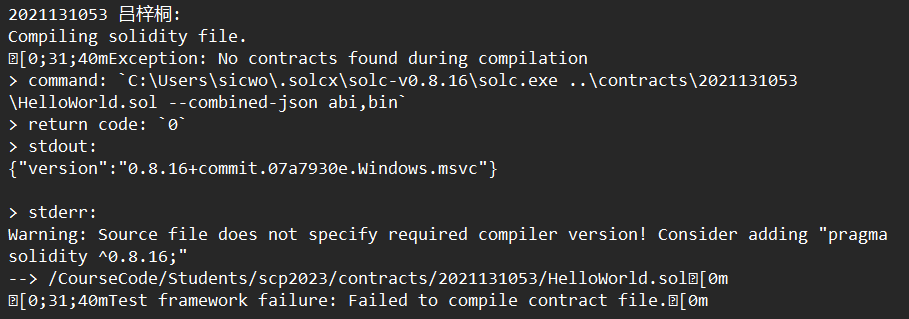 2021131053 吕梓桐:
Compiling solidity file.
[0;31;40mException: No contracts found during compilation
> command: `C:\Users\sicwo\.solcx\solc-v0.8.16\solc.exe ..\contracts\2021131053
\HelloWorld.sol --combined-json abi,bin`
> return code: `0`
> stdout:
{"version":"0.8.16+commit.07a7930e.Windows.msvc"}
> stderr:
Warning: Source file does not specify required compiler version! Consider adding "pragma
solidity ^0.8.16;"
--> /CourseCode/Students/scp2023/contracts/2021131053/HelloWorld.sol[0m
[0;31;40mTest framework failure: Failed to compile contract file.[0m